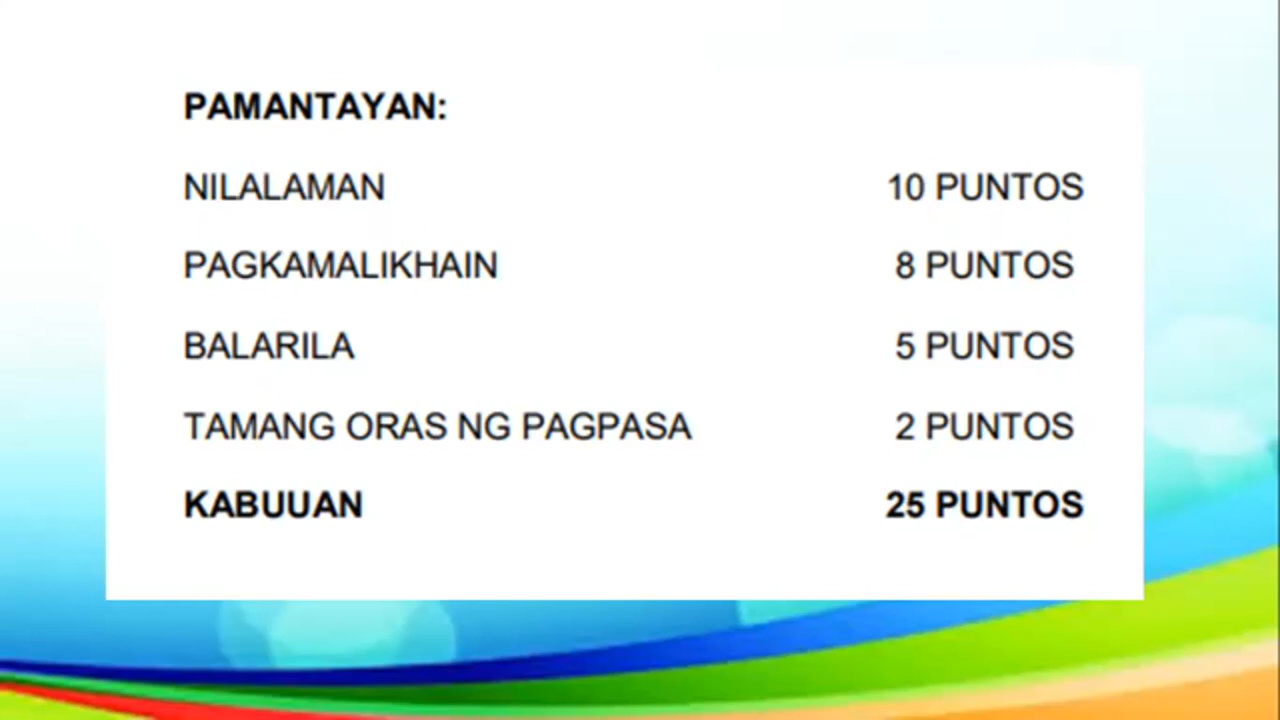 PAMANTAYAN:
NILALAMAN 10 PUNTOS
PAGKAMALIKHAIN 8 PUNTOS
BALARILA 5 PUNTOS
TAMANG ORAS NG PAGPASA 2 PUNTOS
KABUUAN 25 PUNTOS